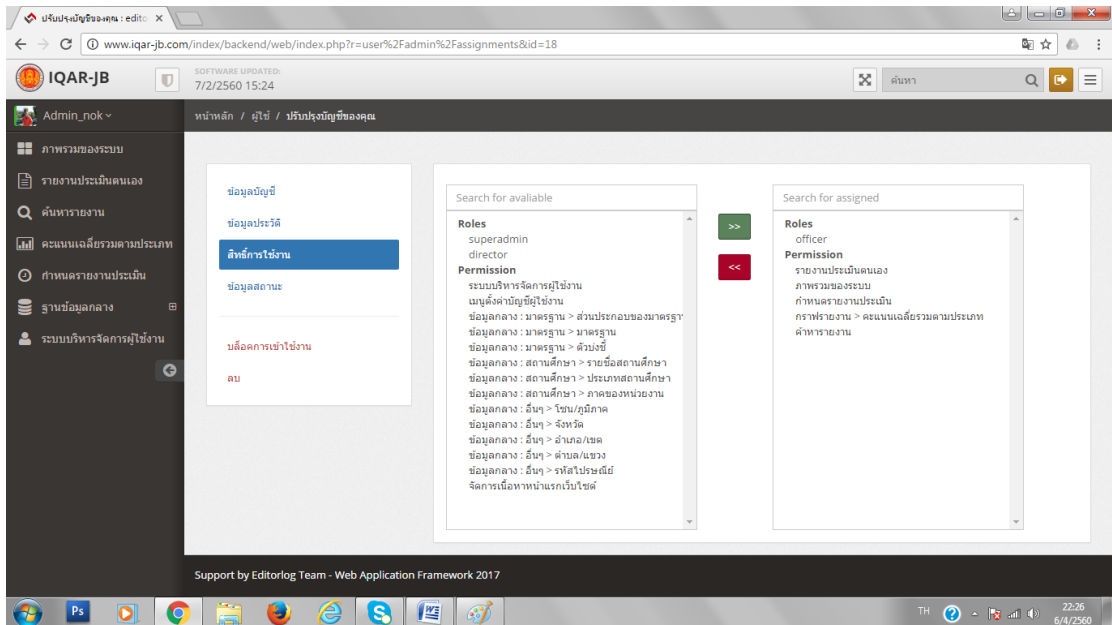 ปรับปรุงบัญชีของคุณ : edito
www.iqar-jb.com/index/backend/web/index.php?r=user%2Fadmin%2Fassignments&id=18
IQAR-JB
SOFTWARE UPDATED:
7/2/2560 15:24
ค้นหา
Admin_nok
หน้าหลัก / ผู้ใช้ / ปรับปรุงบัญชีของคุณ
ภาพรวมของระบบ
รายงานประเมินตนเอง
ค้นหารายงาน
คะแนนเฉลี่ยรวมตามประเภท
กำหนดรายงานประเมิน
ฐานข้อมูลกลาง
ระบบบริหารจัดการผู้ใช้งาน
ข้อมูลบัญชี
ข้อมูลประวัติ
สิทธิ์การใช้งาน
ข้อมูลสถานะ
บล็อคการเข้าใช้งาน
ลบ
Search for avaliable
Roles
superadmin
director
Permission
ระบบบริหารจัดการผู้ใช้งาน
เมนูตั้งค่าบัญชีผู้ใช้งาน
ข้อมูลกลาง : มาตรฐาน > ส่วนประกอบของมาตรฐา
ข้อมูลกลาง : มาตรฐาน > มาตรฐาน
ข้อมูลกลาง : มาตรฐาน > ตัวบ่งชี้
ข้อมูลกลาง : สถานศึกษา > รายชื่อสถานศึกษา
ข้อมูลกลาง : สถานศึกษา > ประเภทสถานศึกษา
ข้อมูลกลาง : สถานศึกษา > ภาคของหน่วยงาน
ข้อมูลกลาง : อื่นๆ > โซน/ภูมิภาค
ข้อมูลกลาง : อื่นๆ > จังหวัด
ข้อมูลกลาง : อื่นๆ > อำเภอ/เขต
ข้อมูลกลาง : อื่นๆ > ตำบล/แขวง
ข้อมูลกลาง : อื่นๆ > รหัสไปรษณีย์
จัดการเนื้อหาหน้าแรกเว็บไซต์
>>
<<
Search for assigned
Roles
officer
Permission
รายงานประเมินตนเอง
ภาพรวมของระบบ
กำหนดรายงานประเมิน
กราฟรายงาน > คะแนนเฉลี่ยรวมตามประเภท
ค้าหารายงาน
Support by Editorlog Team - Web Application Framework 2017
Ps
TH
22:26
6/4/2560